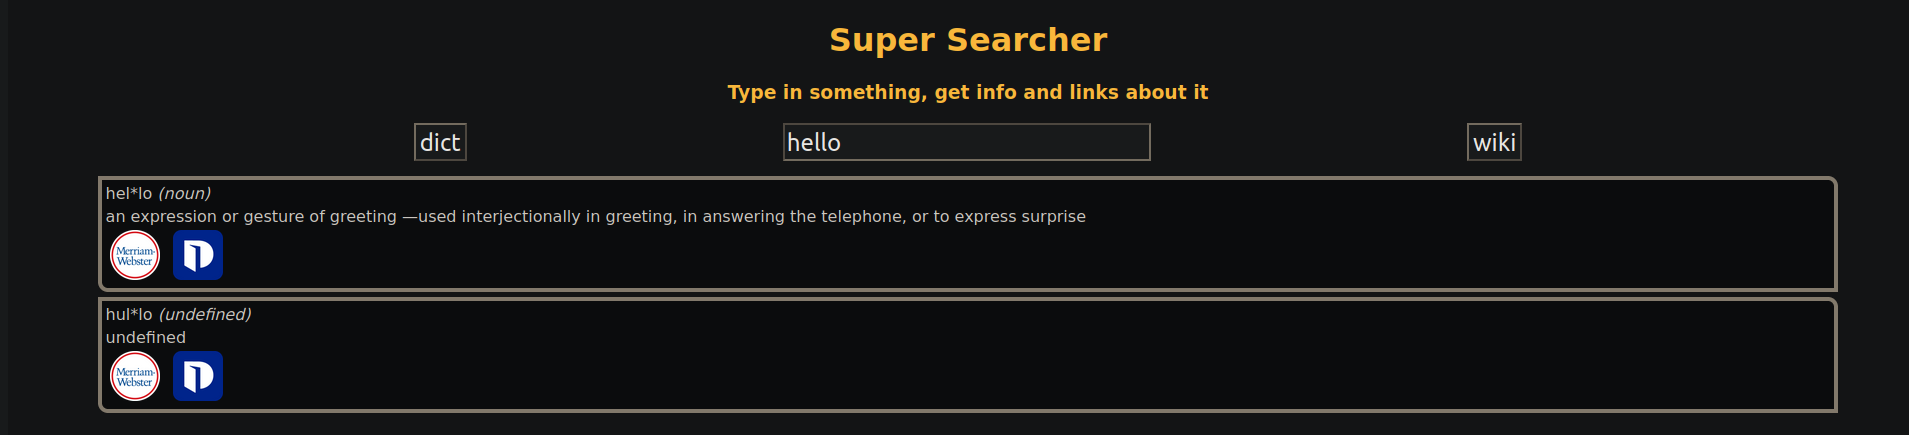 Super Searcher
Type in something, get info and links about it
dict
hello
wiki
hel*lo (noun)
an expression or gesture of greeting —used interjectionally in greeting, in answering the telephone, or to express surprise
Merriam-
Webster
hul*lo (undefined)
undefined
Merriam-
Webster